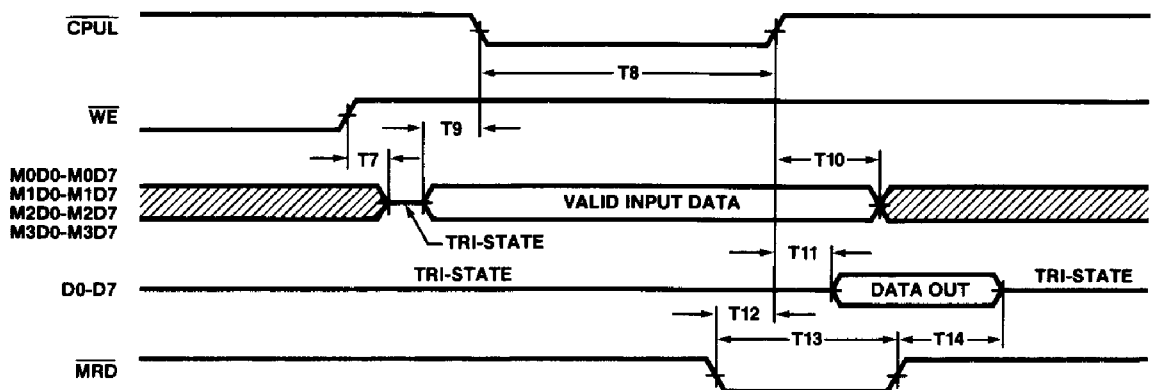 CPUL
T8
WE
T9
T7
T10
M0D0-M0D7
M1D0-M1D7
M2D0-M2D7
M3D0-M3D7
VALID INPUT DATA
TRI-STATE
T11
TRI-STATE
D0-D7
DATA OUT
TRI-STATE
T12
T13
T14
MRD